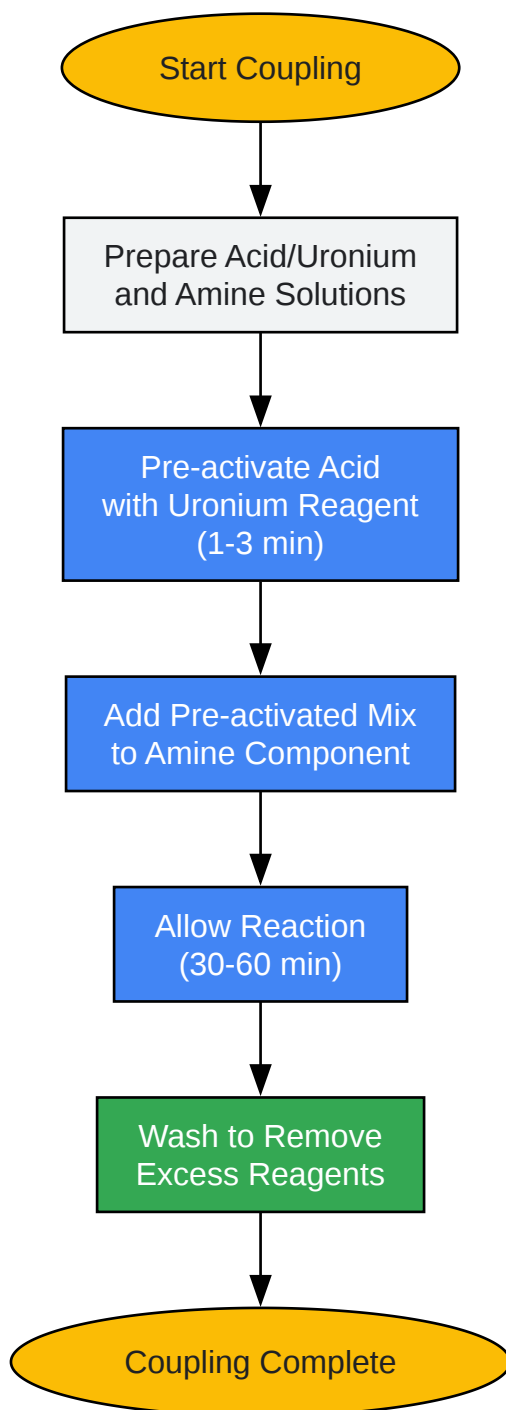 Start Coupling
Prepare Acid/Uronium
and Amine Solutions
Pre-activate Acid
with Uronium Reagent
(1-3 min)
Add Pre-activated Mix
to Amine Component
Allow Reaction
(30-60 min)
Wash to Remove
Excess Reagents
Coupling Complete